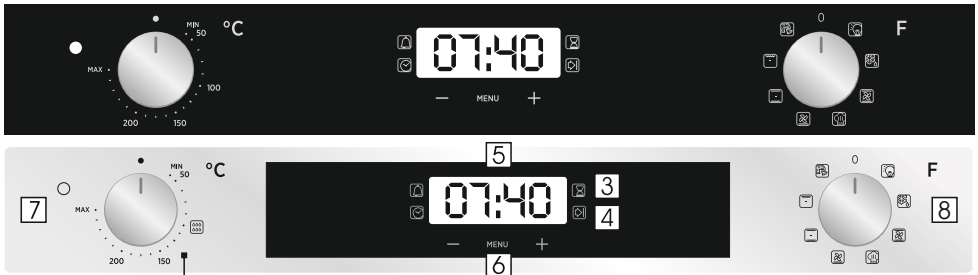 MIN 50 °C
MAX
100
200 150
07:40
− MENU +
0 F
5
MIN 50 °C
7
MAX
200 150
07:40
3
4
− MENU +
6
0 F
8